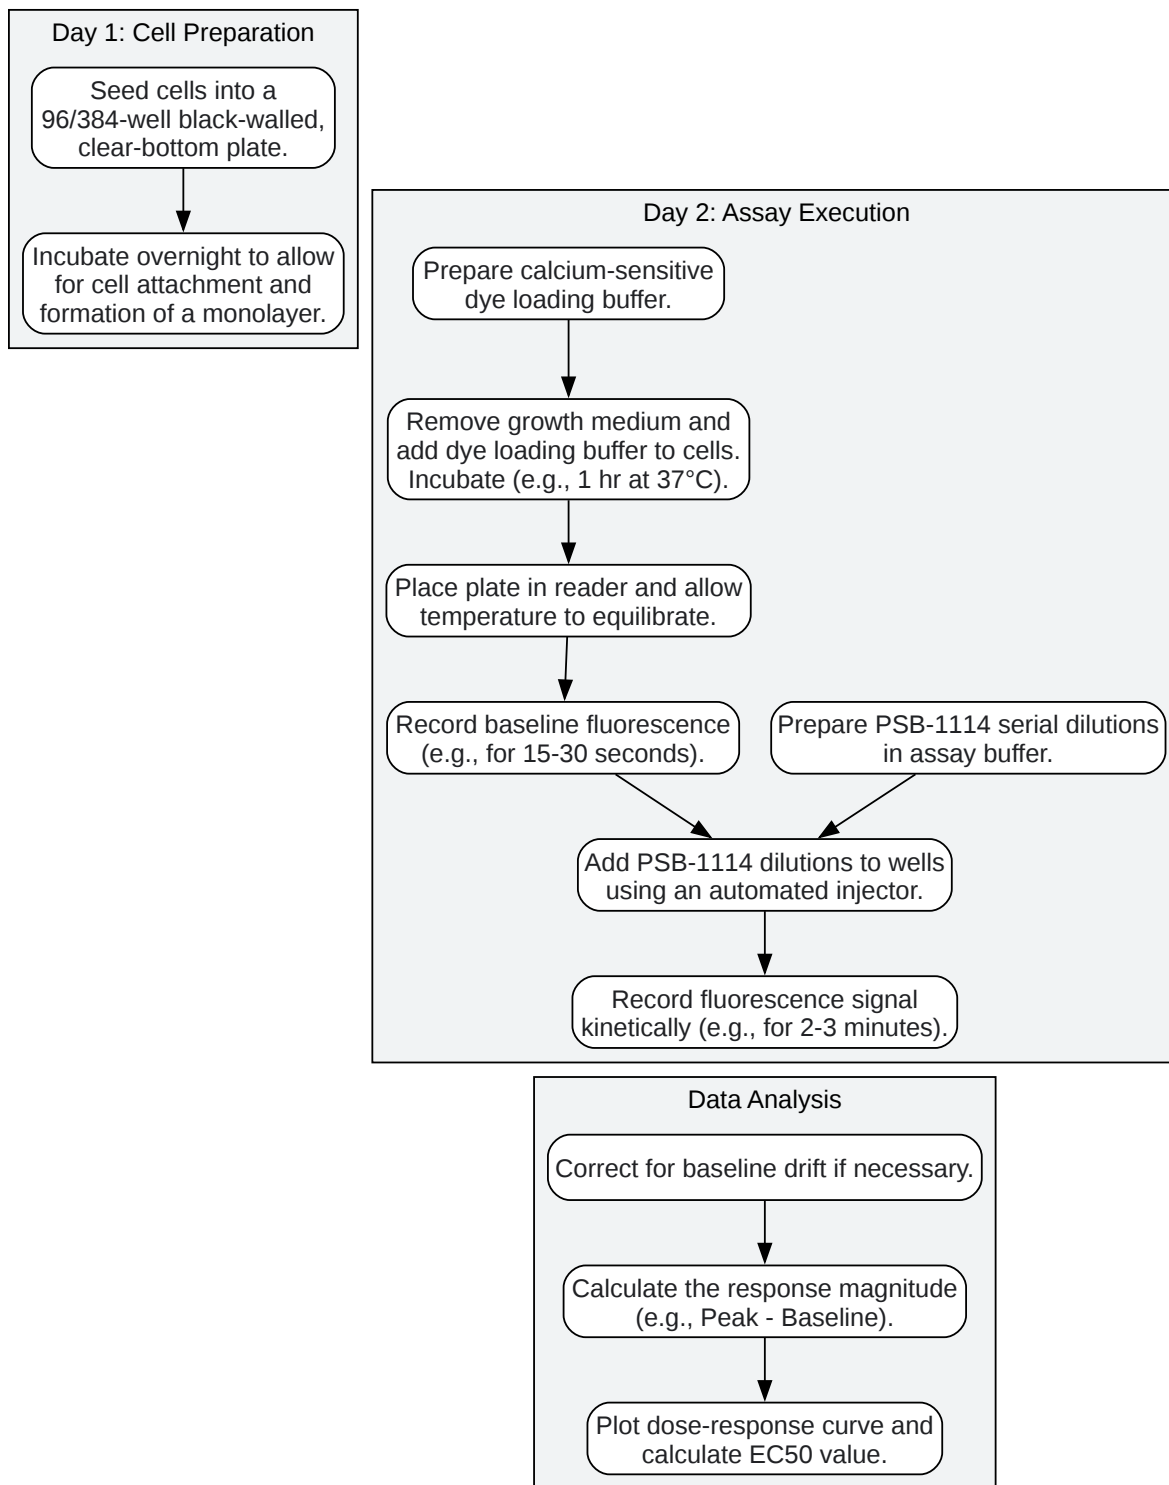 Day 1: Cell Preparation
Seed cells into a
96/384-well black-walled,
clear-bottom plate.
Incubate overnight to allow
for cell attachment and
formation of a monolayer.
Day 2: Assay Execution
Prepare calcium-sensitive
dye loading buffer.
Remove growth medium and
add dye loading buffer to cells.
Incubate (e.g., 1 hr at 37°C).
Place plate in reader and allow
temperature to equilibrate.
Record baseline fluorescence
(e.g., for 15-30 seconds).
Prepare PSB-1114 serial dilutions
in assay buffer.
Add PSB-1114 dilutions to wells
using an automated injector.
Record fluorescence signal
kinetically (e.g., for 2-3 minutes).
Data Analysis
Correct for baseline drift if necessary.
Calculate the response magnitude
(e.g., Peak - Baseline).
Plot dose-response curve and
calculate EC50 value.